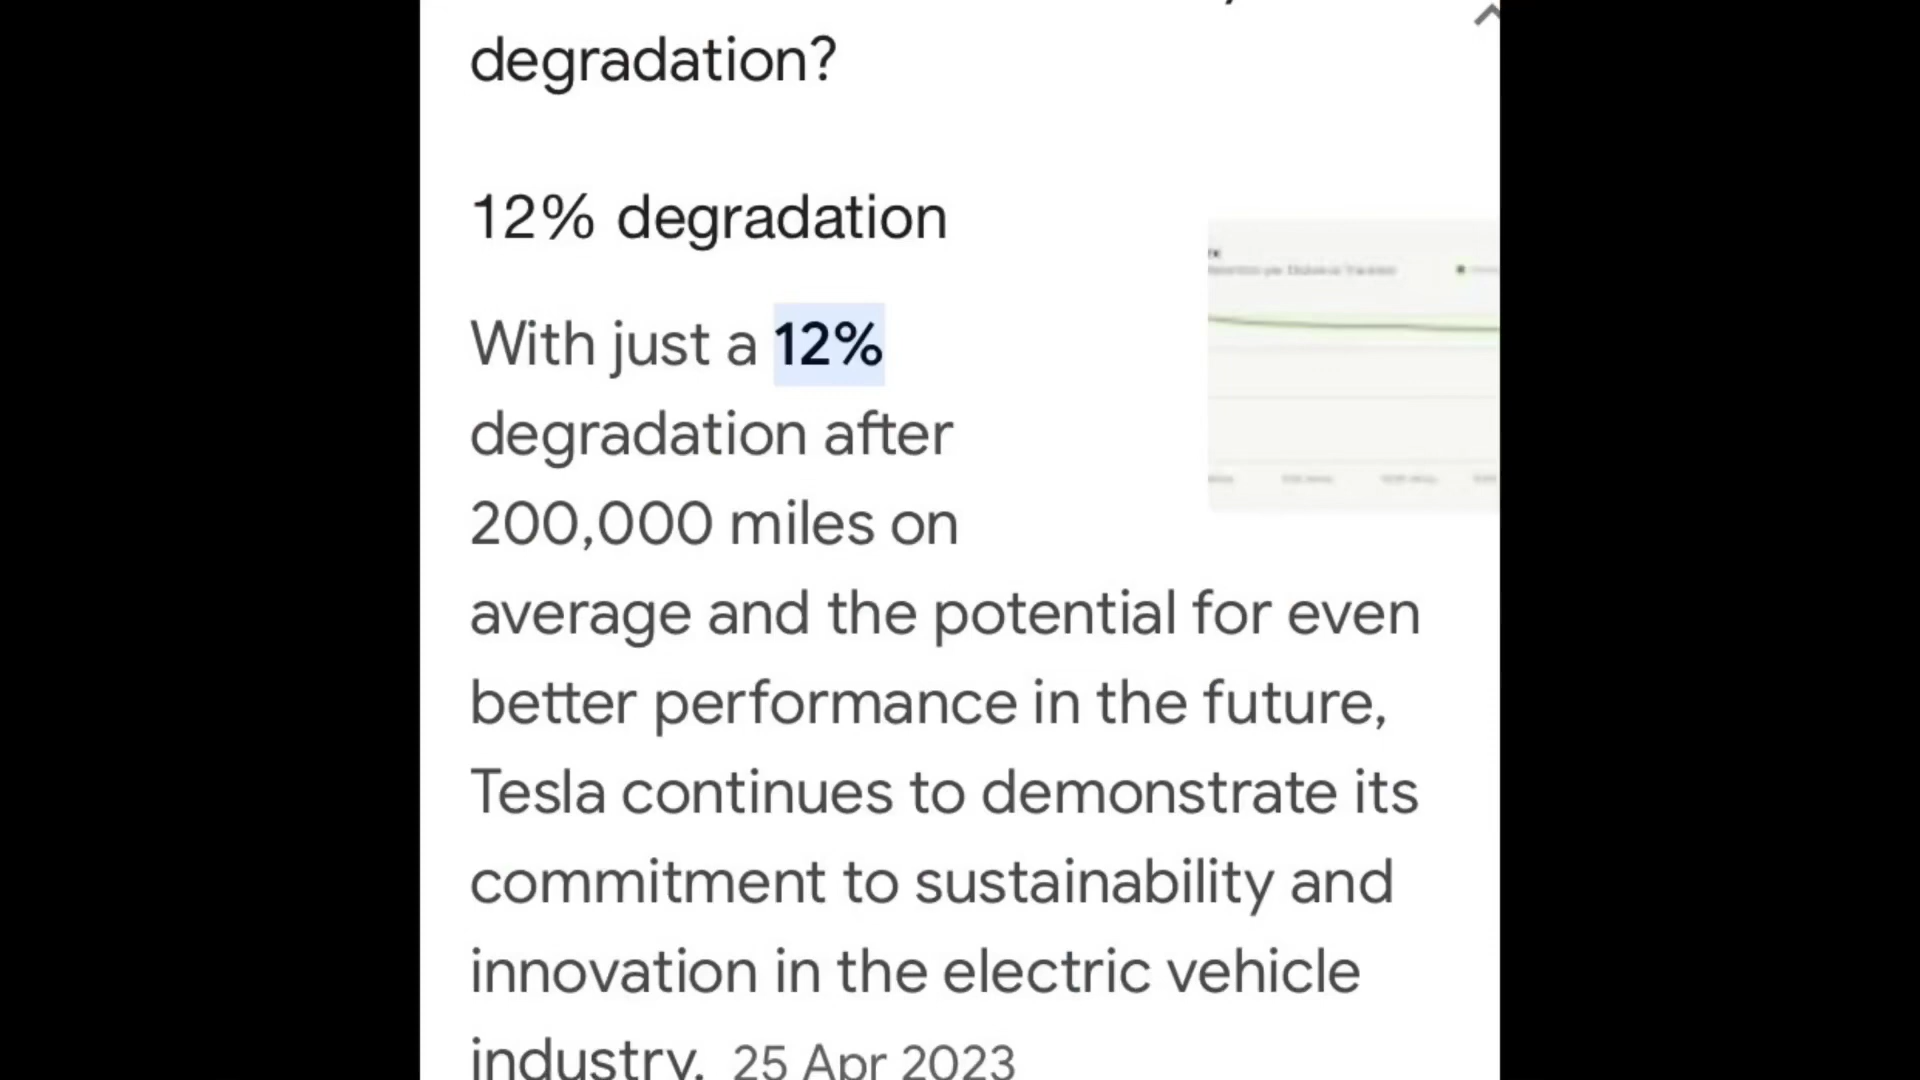 degradation?
12% degradation
With just a 12%
degradation after
200,000 miles on
average and the potential for even
better performance in the future,
Tesla continues to demonstrate its
commitment to sustainability and
innovation in the electric vehicle
industry. 25 Apr 2023